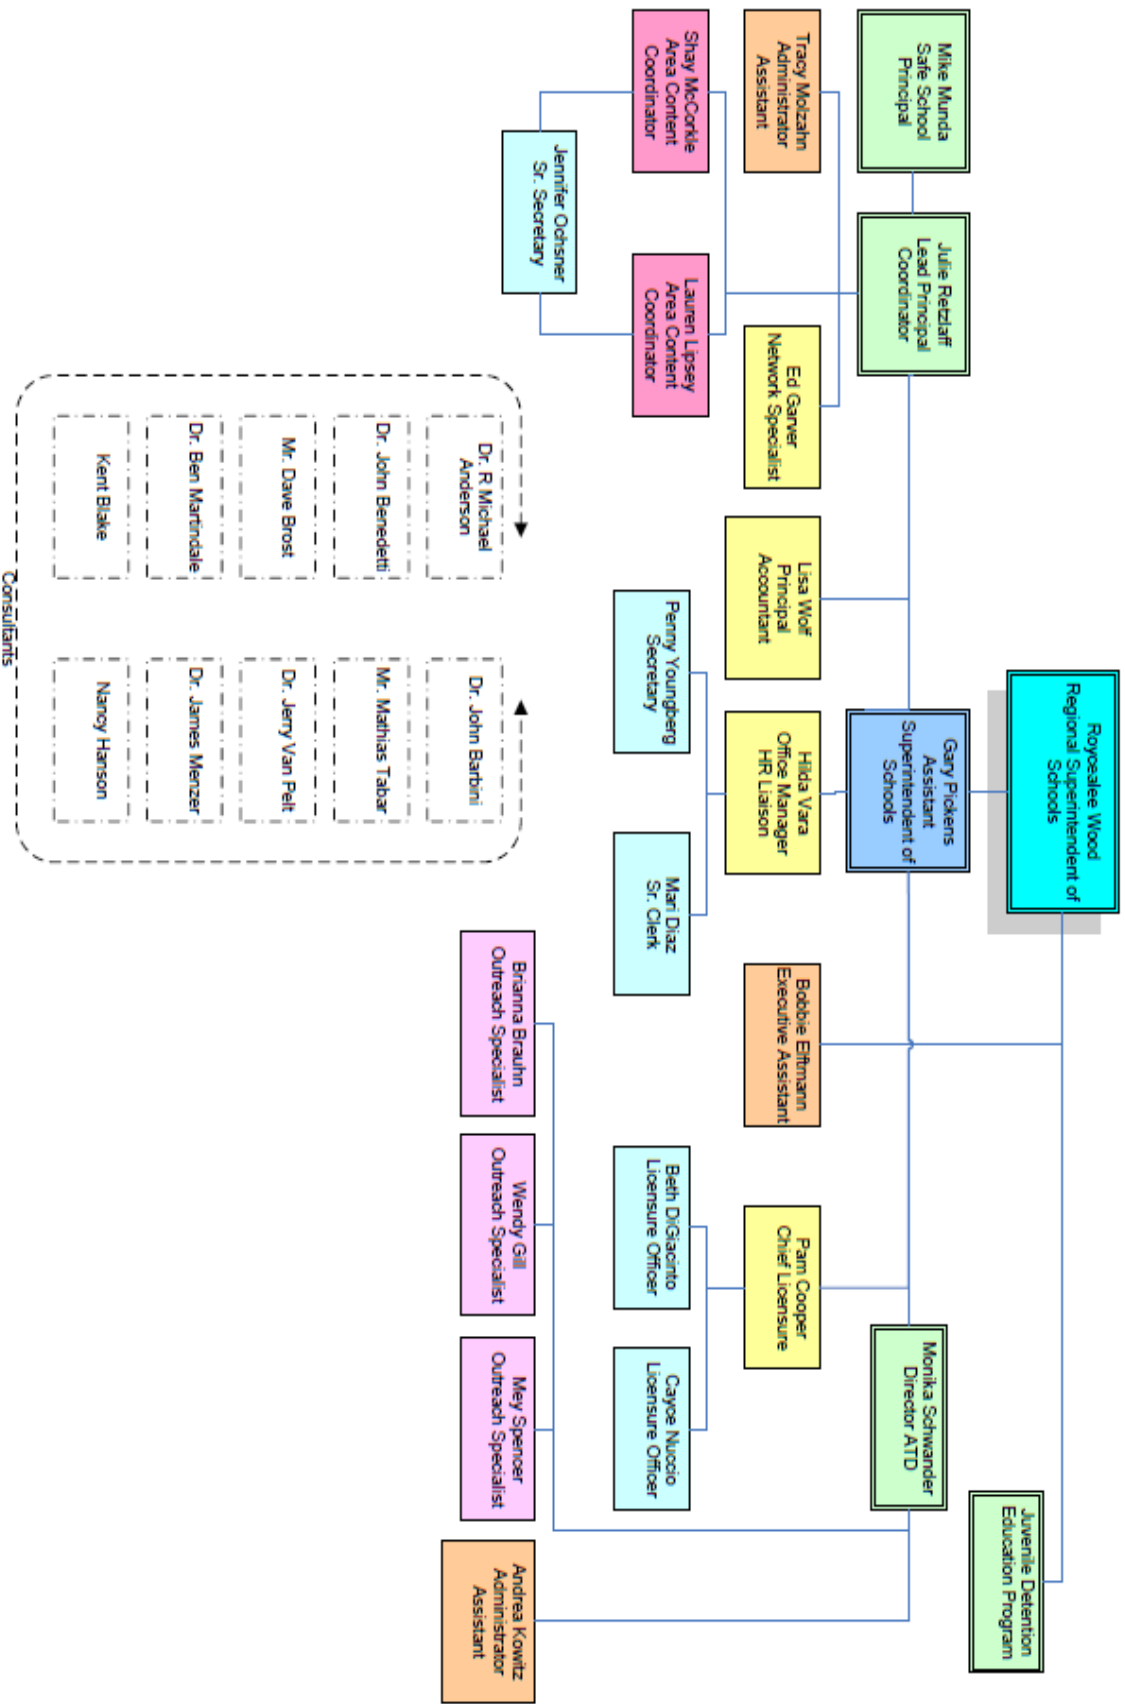 Roycealee Wood
Regional Superintendent of
Schools
Juvenile Detention
Education Program
Mike Munda
Safe School
Principal
Julie Retzlaff
Lead Principal
Coordinator
Gary Pickens
Assistant
Superintendent of
Schools
Monika Schwander
Director ATD
Tracy Molzahn
Administrator
Assistant
Ed Garver
Network Specialist
Lisa Wolf
Principal
Accountant
Hilda Vara
Office Manager
HR Liaison
Bobbie Elftmann
Executive Assistant
Pam Cooper
Chief Licensure
Shay McCorkle
Area Content
Coordinator
Lauren Lipsey
Area Content
Coordinator
Penny Youngberg
Secretary
Mari Diaz
Sr. Clerk
Beth DiGiacinto
Licensure Officer
Cayce Nuccio
Licensure Officer
Jennifer Ochsner
Sr. Secretary
Brianna Brauhn
Outreach Specialist
Wendy Gill
Outreach Specialist
Mey Spencer
Outreach Specialist
Andrea Kowitz
Administrator
Assistant
Dr. R Michael
Anderson
Dr. John Barbini
Dr. John Benedetti
Mr. Mathias Tabar
Mr. Dave Brost
Dr. Jerry Van Pelt
Dr. Ben Martindale
Dr. James Menzer
Kent Blake
Nancy Hanson
Consultants